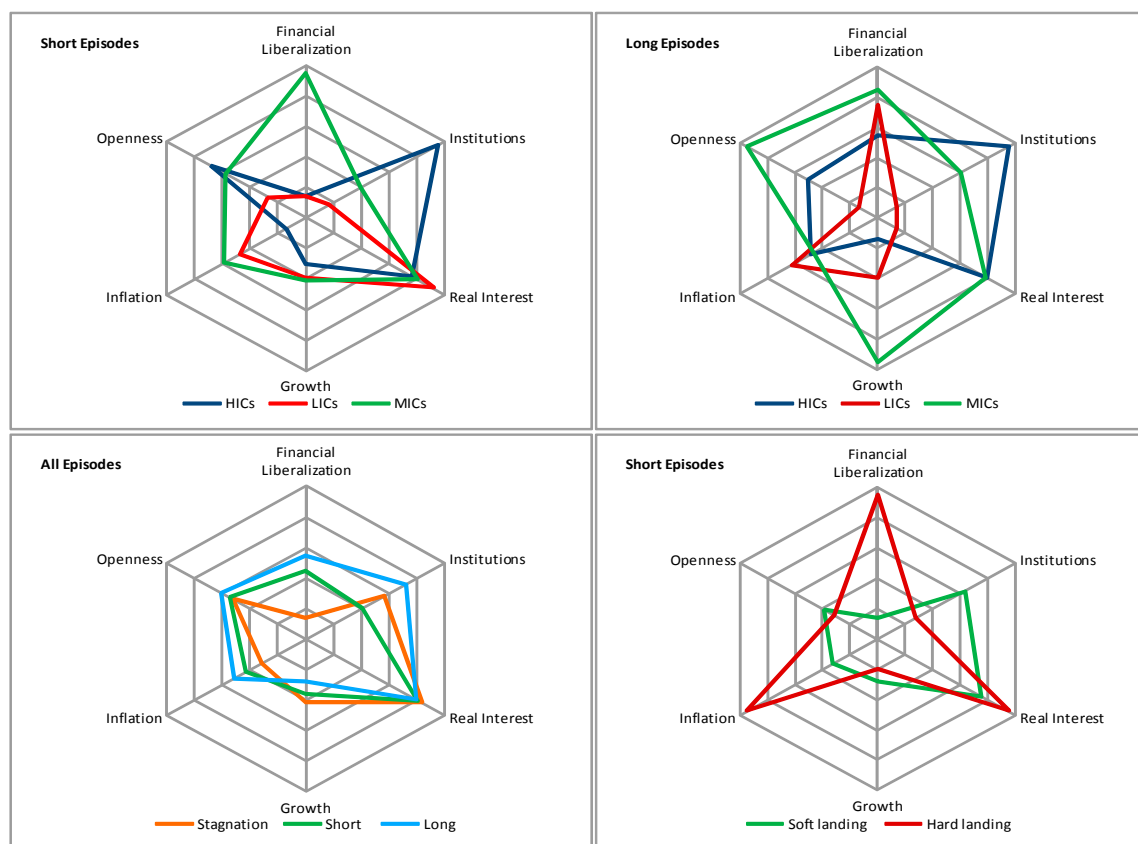 Short Episodes
Financial
Liberalization
Openness
Institutions
Inflation
Real Interest
Growth
HICs
LICs
MICs
Long Episodes
Financial
Liberalization
Openness
Institutions
Inflation
Real Interest
Growth
HICs
LICs
MICs
All Episodes
Financial
Liberalization
Openness
Institutions
Inflation
Real Interest
Growth
Stagnation
Short
Long
Short Episodes
Financial
Liberalization
Openness
Institutions
Inflation
Real Interest
Growth
Soft landing
Hard landing